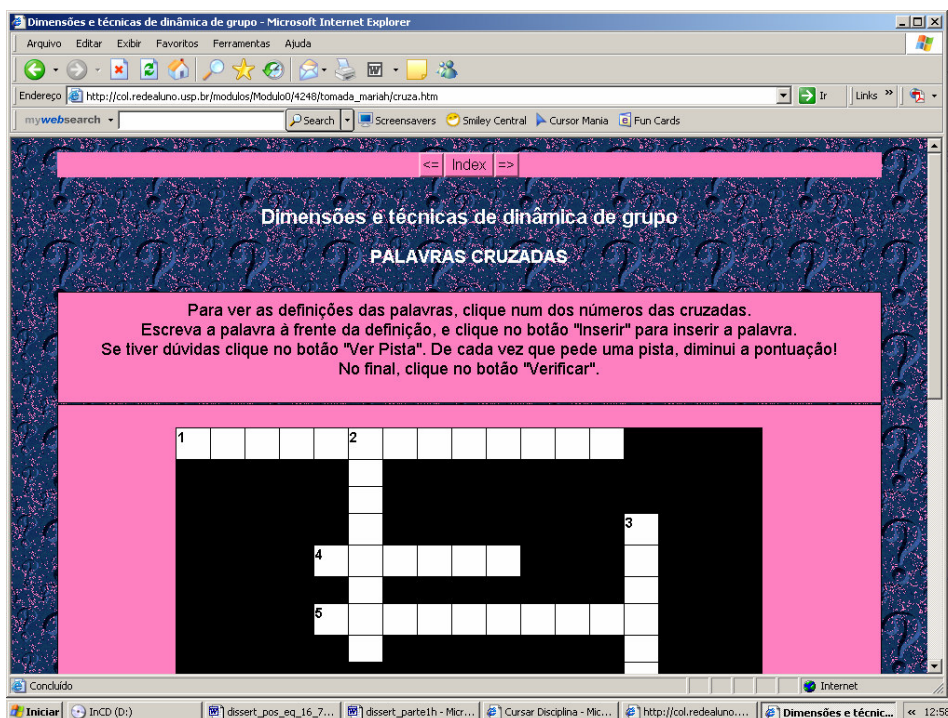 Dimensões e técnicas de dinâmica de grupo - Microsoft Internet Explorer
Arquivo Editar Exibir Favoritos Ferramentas Ajuda
Endereço http://col.redealuno.usp.br/modulos/Modulo0/4248/tomada_mariah/cruza.htm Ir Links »
mywebsearch Search Screensavers Smiley Central Cursor Mania Fun Cards
<= Index =>
Dimensões e técnicas de dinâmica de grupo
PALAVRAS CRUZADAS
Para ver as definições das palavras, clique num dos números das cruzadas.
Escreva a palavra à frente da definição, e clique no botão "Inserir" para inserir a palavra.
Se tiver dúvidas clique no botão "Ver Pista". De cada vez que pede uma pista, diminui a pontuação!
No final, clique no botão "Verificar".
1 2
3
4
5
Concluído Internet
Iniciar InCD (D:) dissert_pos_eq_16_7... dissert_parte1h - Micr... Cursar Disciplina - Mic... http://col.redealuno.... Dimensões e técnic... «